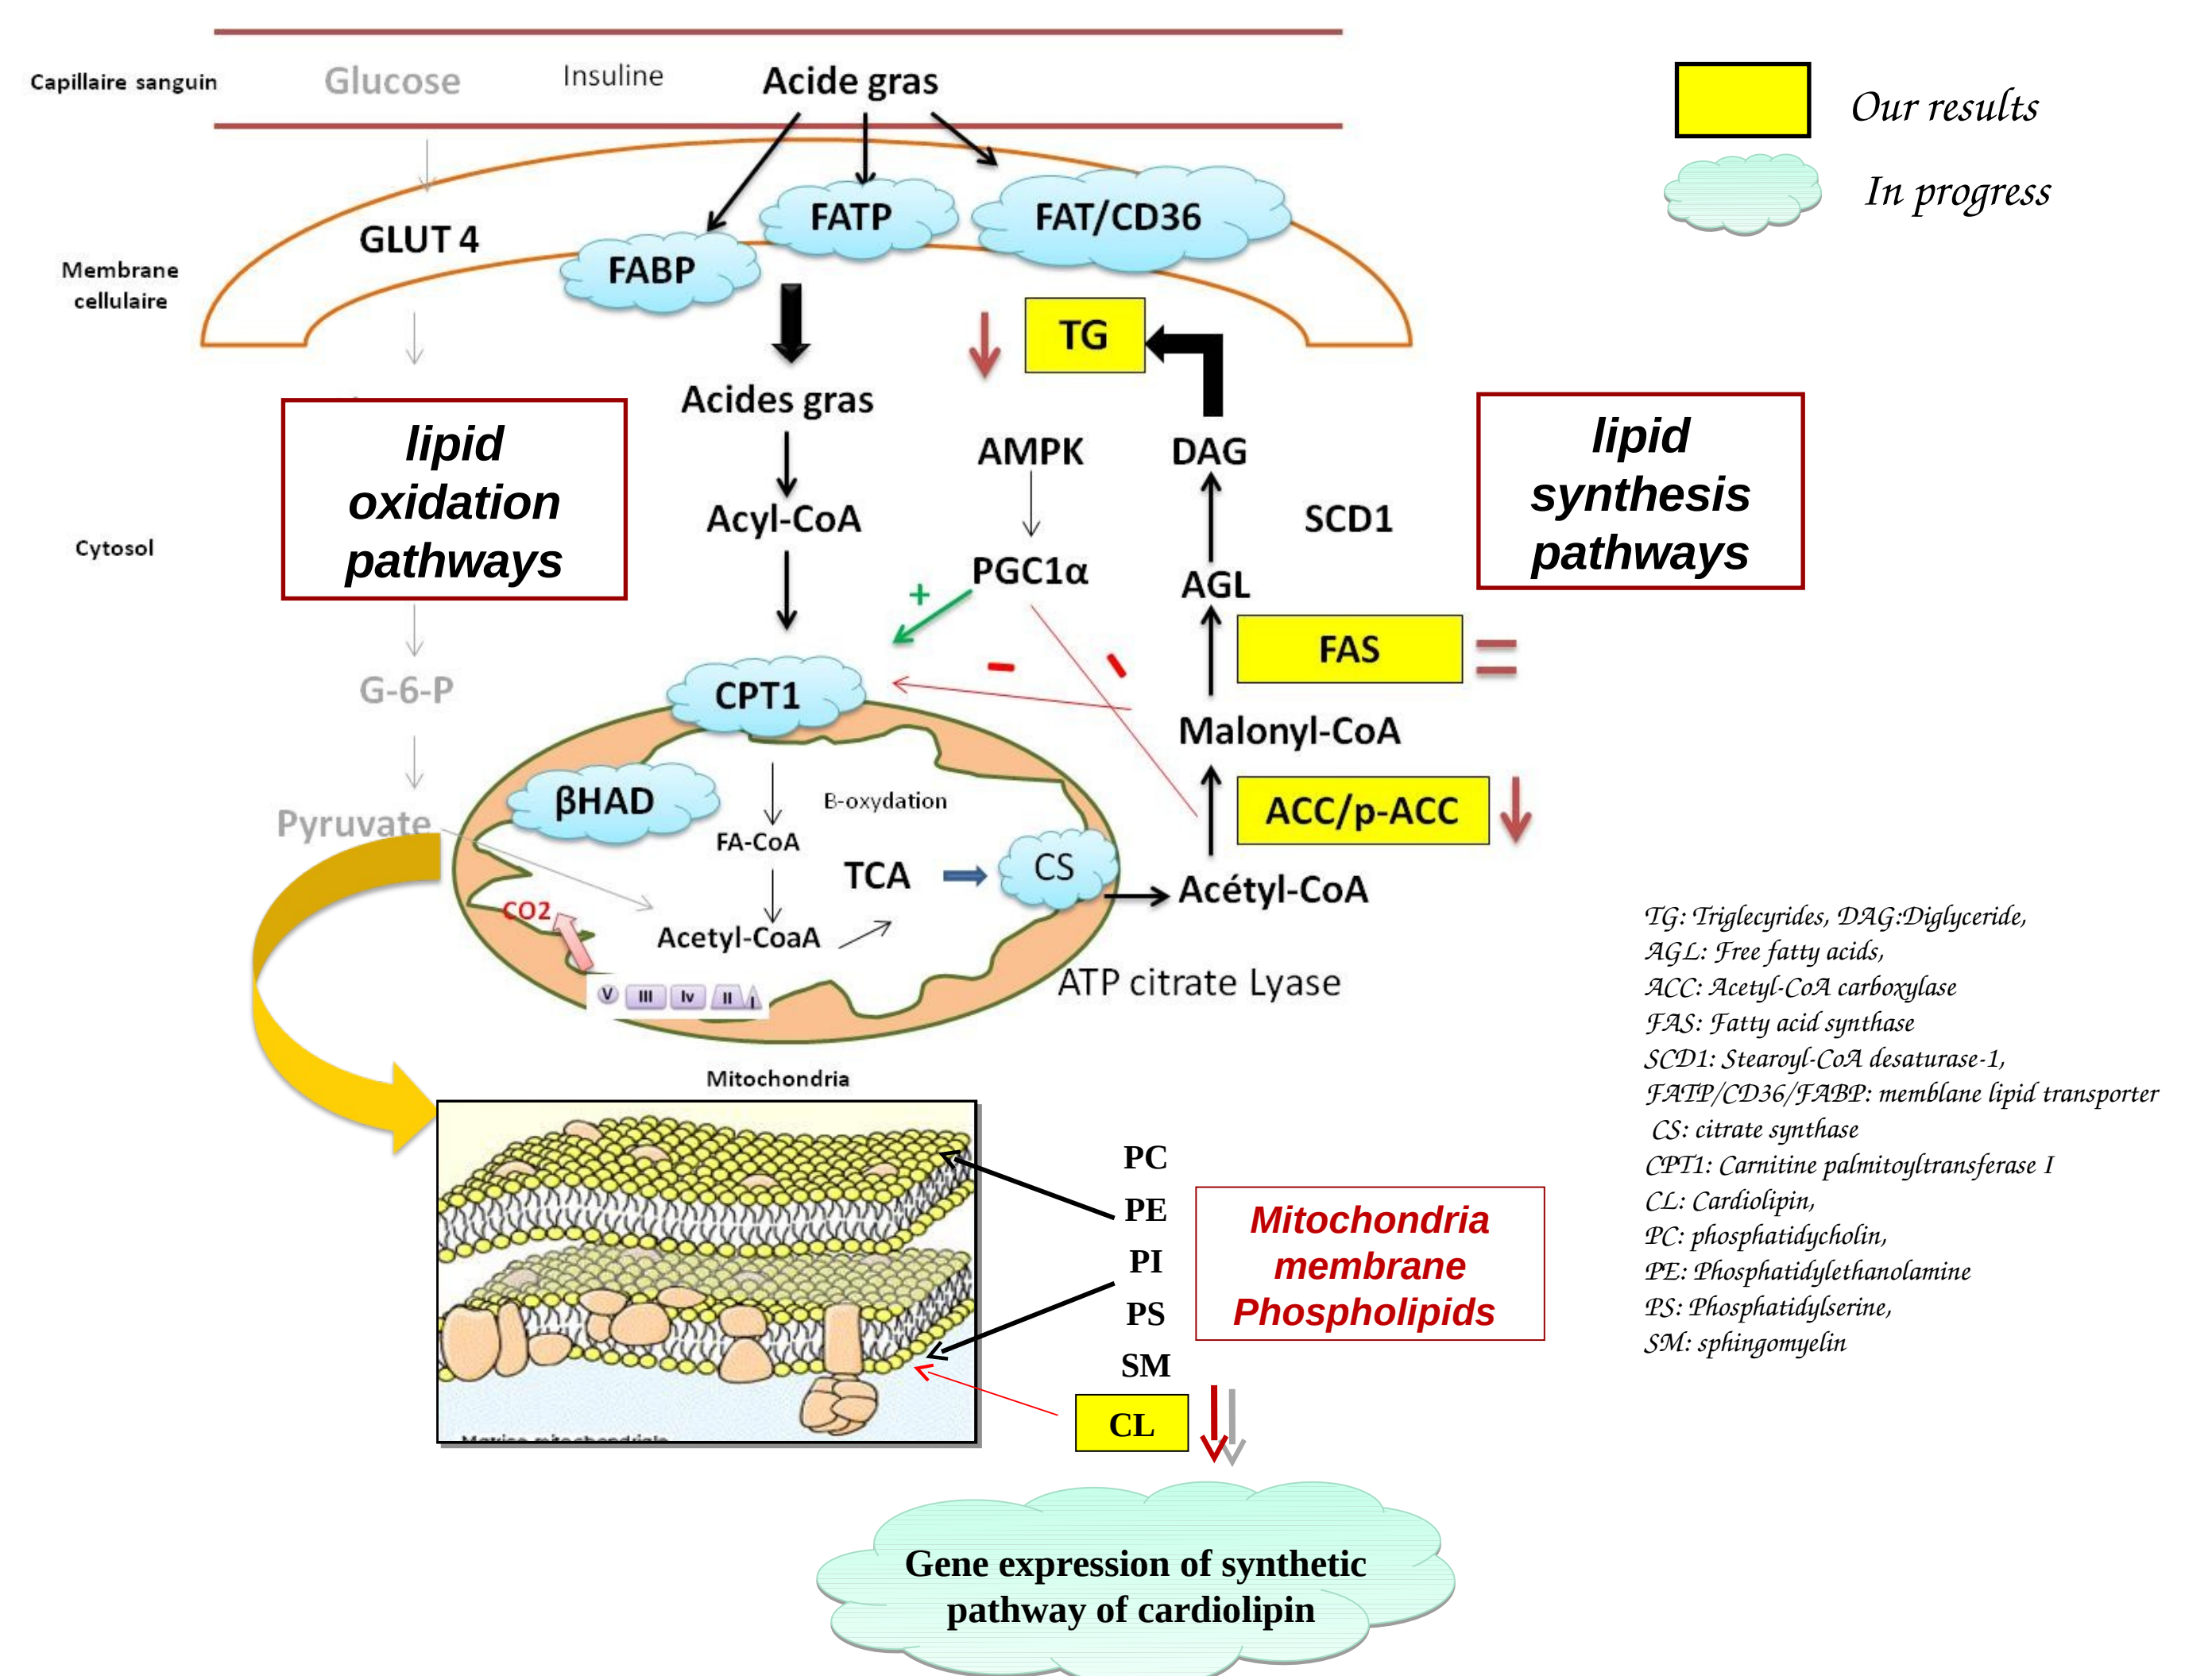 Capillaire sanguin
Glucose
Insuline
Acide gras
Our results
In progress
Membrane
cellulaire
GLUT 4
FABP
FATP
FAT/CD36
TG
Acides gras
lipid
oxidation
pathways
AMPK
DAG
lipid
synthesis
pathways
Cytosol
Acyl-CoA
SCD1
PGC1α
AGL
+
FAS
=
G-6-P
CPT1
-
-
Malonyl-CoA
Pyruvate
βHAD
B-oxydation
FA-CoA
ACC/p-ACC
TCA
CS
Acétyl-CoA
CO2
Acetyl-CoaA
ATP citrate Lyase
V
III
Iv
II
I
Mitochondria
TG: Triglecyrides, DAG:Diglyceride,
AGL: Free fatty acids,
ACC: Acetyl-CoA carboxylase
FAS: Fatty acid synthase
SCD1: Stearoyl-CoA desaturase-1,
FATP/CD36/FABP: memblane lipid transporter
CS: citrate synthase
CPT1: Carnitine palmitoyltransferase I
CL: Cardiolipin,
PC: phosphatidycholin,
PE: Phosphatidylethanolamine
PS: Phosphatidylserine,
SM: sphingomyelin
PC
PE
PI
PS
SM
CL
Mitochondria
membrane
Phospholipids
Gene expression of synthetic
pathway of cardiolipin